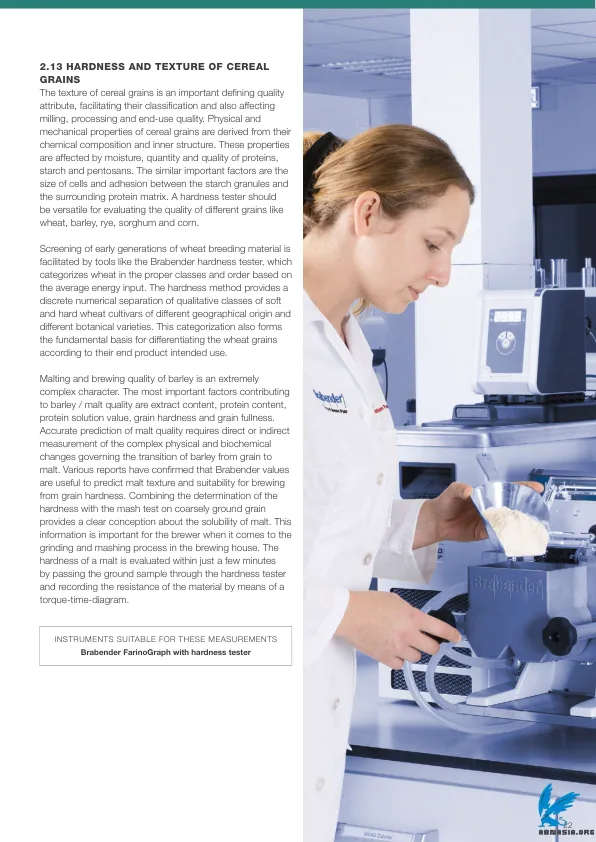 2.13 HARDNESS AND TEXTURE OF CEREAL
GRAINS
The texture of cereal grains is an important defining quality
attribute, facilitating their classification and also affecting
milling, processing and end-use quality. Physical and
mechanical properties of cereal grains are derived from their
chemical composition and inner structure. These properties
are affected by moisture, quantity and quality of proteins,
starch and pentosans. The similar important factors are the
size of cells and adhesion between the starch granules and
the surrounding protein matrix. A hardness tester should
be versatile for evaluating the quality of different grains like
wheat, barley, rye, sorghum and corn.
Screening of early generations of wheat breeding material is
facilitated by tools like the Brabender hardness tester, which
categorizes wheat in the proper classes and order based on
the average energy input. The hardness method provides a
discrete numerical separation of qualitative classes of soft
and hard wheat cultivars of different geographical origin and
different botanical varieties. This categorization also forms
the fundamental basis for differentiating the wheat grains
according to their end product intended use.
Malting and brewing quality of barley is an extremely
complex character. The most important factors contributing
to barley / malt quality are extract content, protein content,
protein solution value, grain hardness and grain fullness.
Accurate prediction of malt quality requires direct or indirect
measurement of the complex physical and biochemical
changes governing the transition of barley from grain to
malt. Various reports have confirmed that Brabender values
are useful to predict malt texture and suitability for brewing
from grain hardness. Combining the determination of the
hardness with the mash test on coarsely ground grain
provides a clear conception about the solubility of malt. This
information is important for the brewer when it comes to the
grinding and mashing process in the brewing house. The
hardness of a malt is evaluated within just a few minutes
by passing the ground sample through the hardness tester
and recording the resistance of the material by means of a
torque-time-diagram.
INSTRUMENTS SUITABLE FOR THESE MEASUREMENTS
Brabender FarinoGraph with hardness tester
Brabender
Brabender
22
ABNASIA.ORG